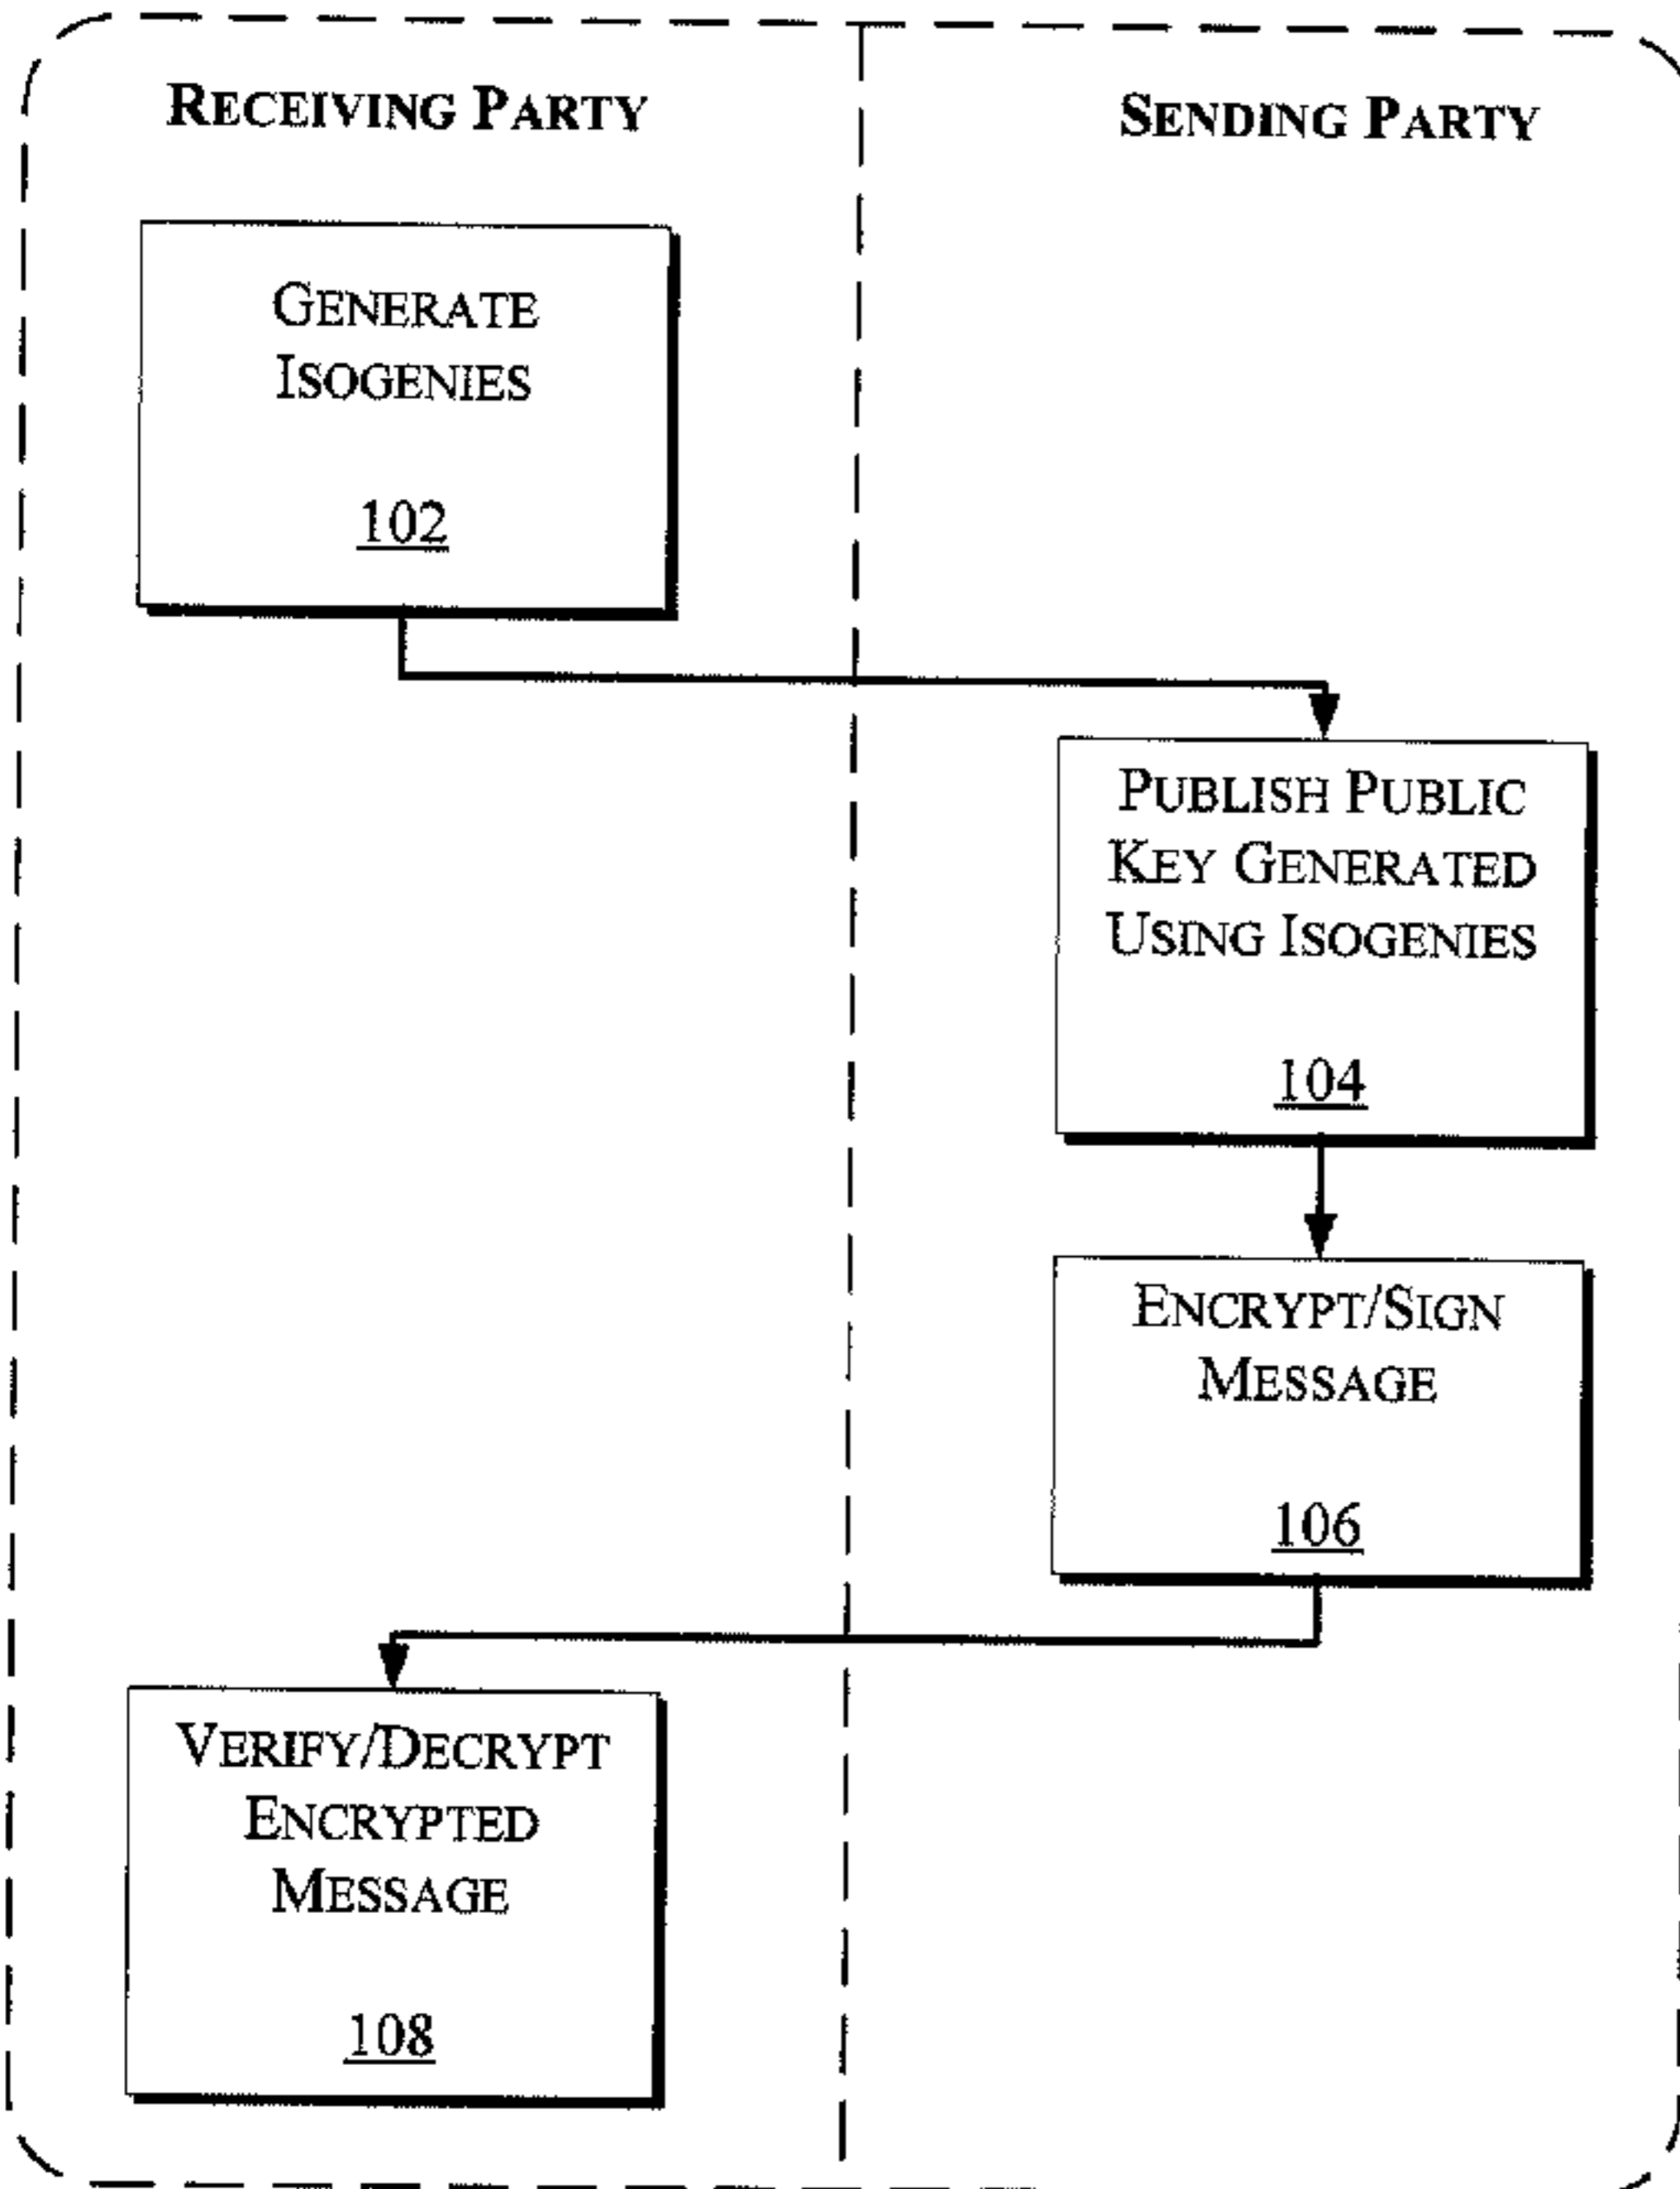 RECEIVING PARTY
SENDING PARTY
GENERATE
ISOGENIES
102
PUBLISH PUBLIC
KEY GENERATED
USING ISOGENIES
104
ENCRYPT/SIGN
MESSAGE
106
VERIFY/DECRYPT
ENCRYPTED
MESSAGE
108